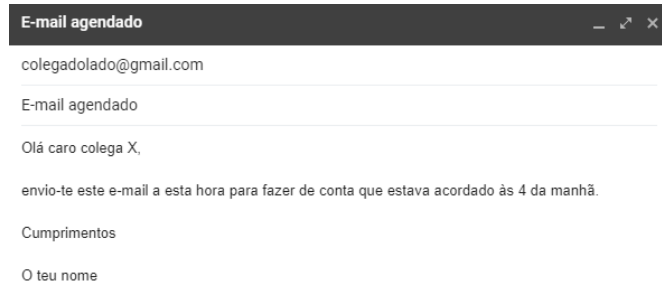 E-mail agendado
colegadolado@gmail.com
E-mail agendado
Olá caro colega X,
envio-te este e-mail a esta hora para fazer de conta que estava acordado às 4 da manhã.
Cumprimentos
O teu nome